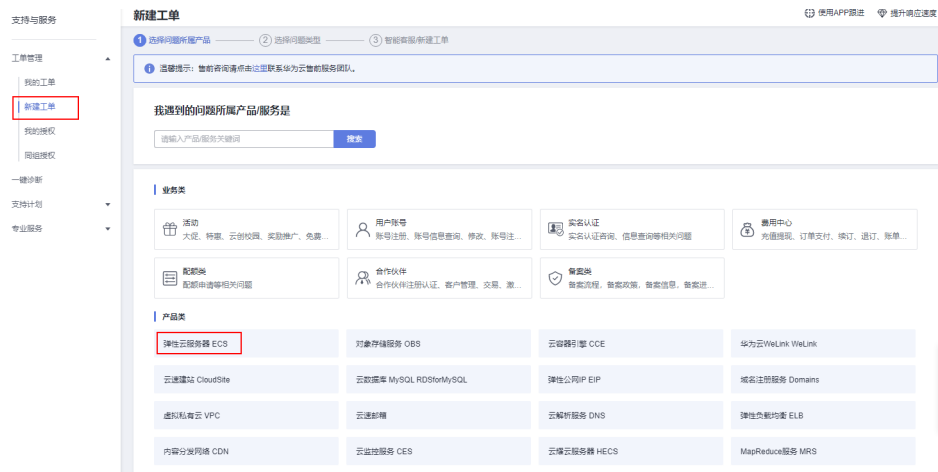 支持与服务
工单管理
我的工单
新建工单
我的授权
同组授权
一键诊断
支持计划
专业服务
新建工单
使用APP跟进
提升响应速度
1 选择问题所属产品
2 选择问题类型
3 智能客服/新建工单
温馨提示：售前咨询请点击这里联系华为云售前服务团队。
我遇到的问题所属产品/服务是
请输入产品/服务关键词
搜索
业务类
活动
大促、特惠、云创校园、奖励推广、免费...
用户账号
账号注册、账号信息查询、修改、账号注...
实名认证
实名认证咨询、信息查询等相关问题
费用中心
充值提现、订单支付、续订、退订、账单...
配额类
配额申请等相关问题
合作伙伴
合作伙伴注册认证、客户管理、交易、激...
备案类
备案流程，备案政策，备案信息，备案进...
产品类
弹性云服务器 ECS
对象存储服务 OBS
云容器引擎 CCE
华为云WeLink WeLink
云速建站 CloudSite
云数据库 MySQL RDSforMySQL
弹性公网IP EIP
域名注册服务 Domains
虚拟私有云 VPC
云速邮箱
云解析服务 DNS
弹性负载均衡 ELB
内容分发网络 CDN
云监控服务 CES
云耀云服务器 HECS
MapReduce服务 MRS